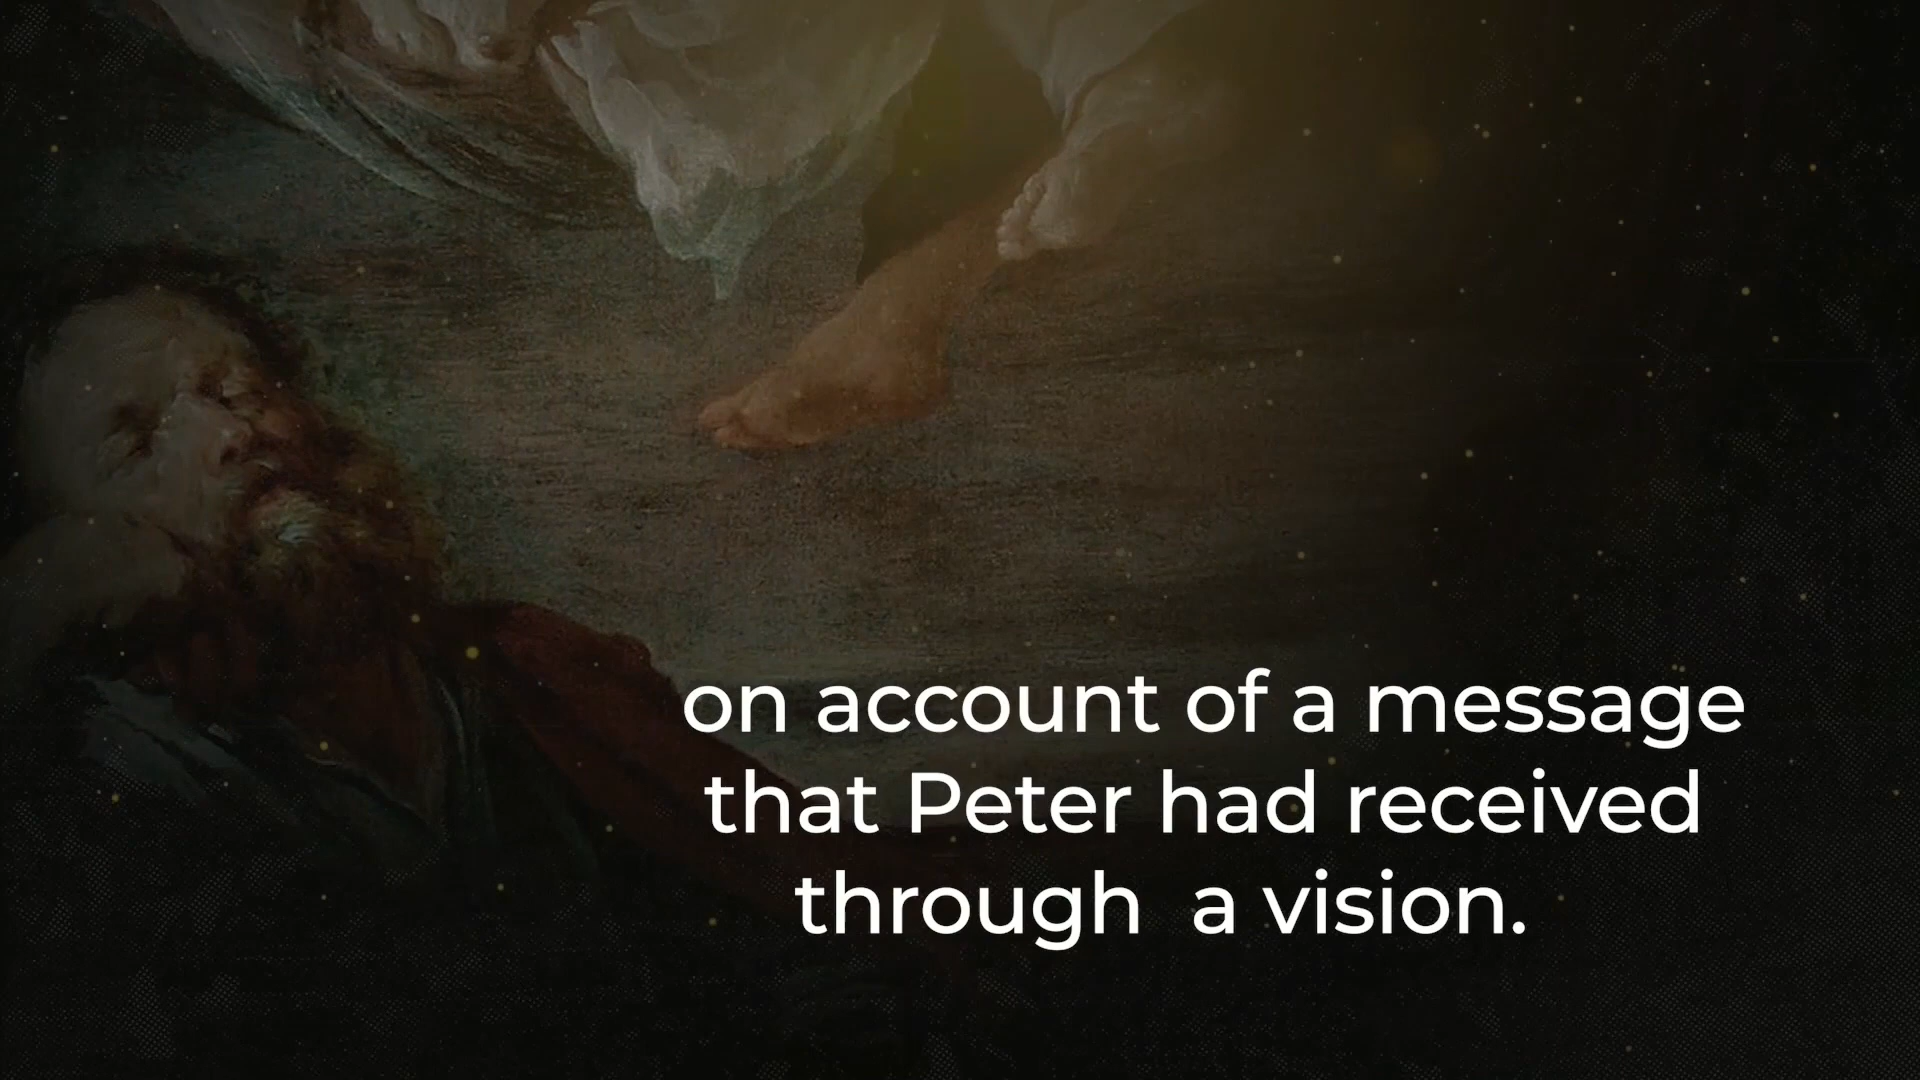 on account of a message
that Peter had received
through  a vision.